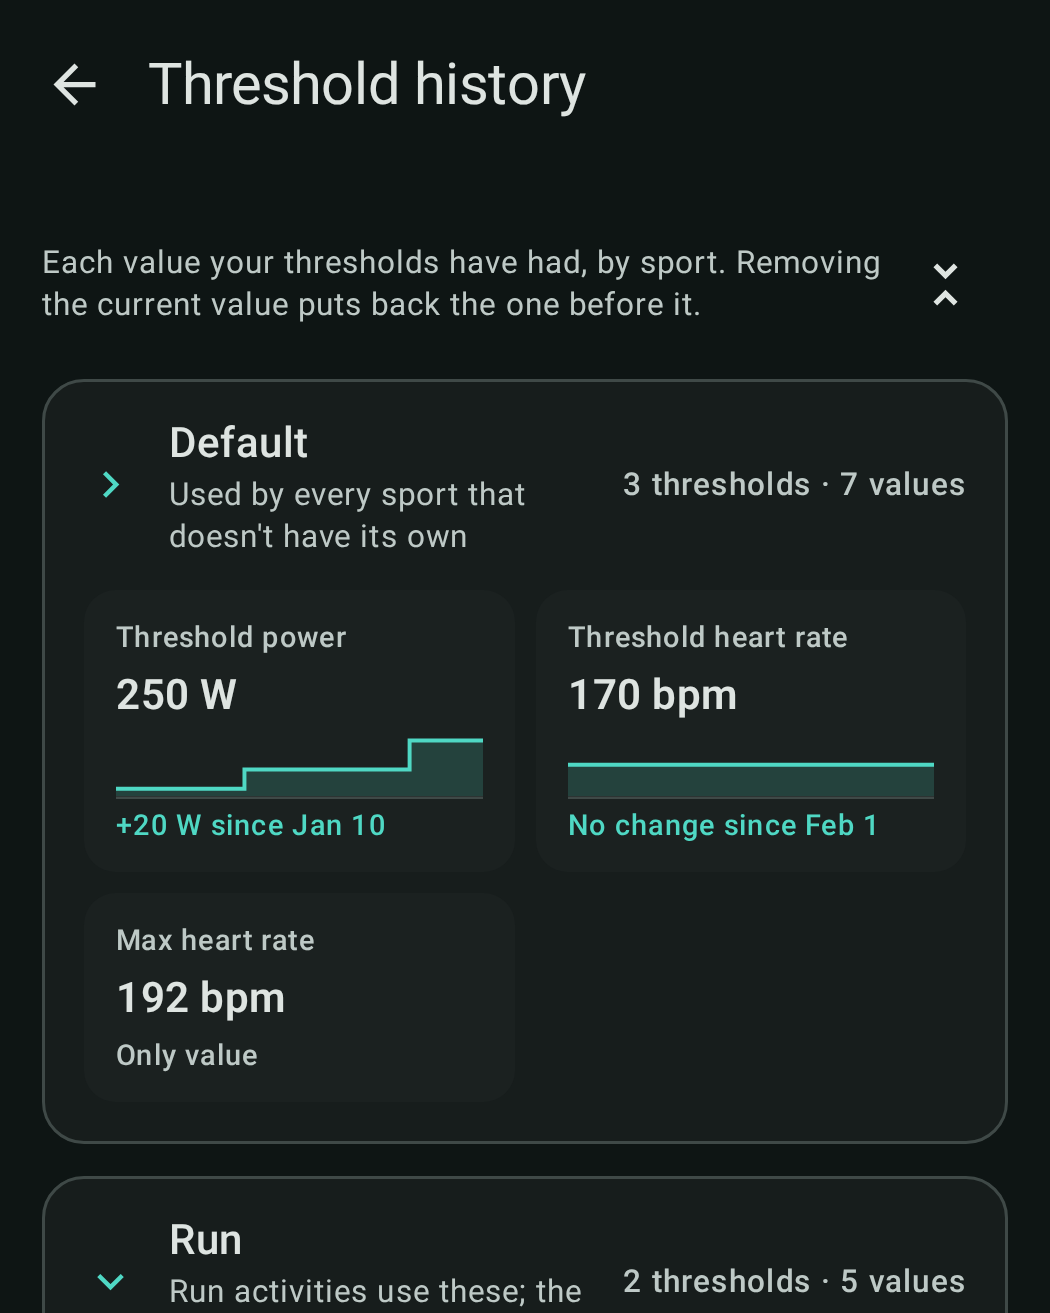 Threshold history
Each value your thresholds have had, by sport. Removing
the current value puts back the one before it.
Default
Used by every sport that
doesn't have its own
3 thresholds · 7 values
Threshold power
250 W
+20 W since Jan 10
Threshold heart rate
170 bpm
No change since Feb 1
Max heart rate
192 bpm
Only value
Run
Run activities use these; the
2 thresholds · 5 values